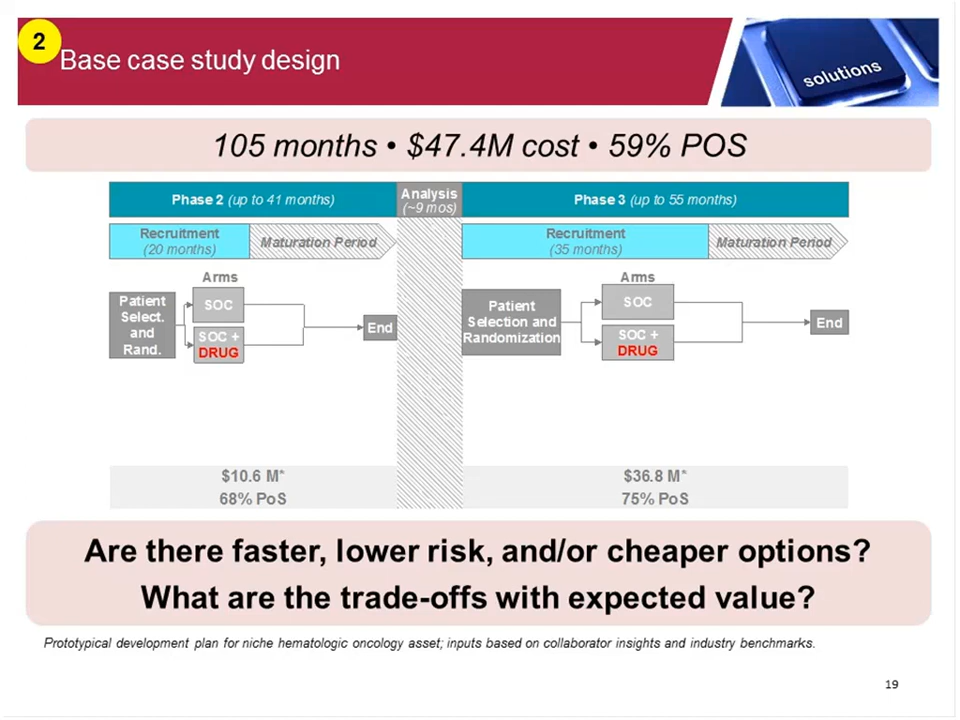 2
Base case study design
solutions
105 months • $47.4M cost • 59% POS
Phase 2 (up to 41 months)
Analysis
(~9 mos)
Phase 3 (up to 55 months)
Recruitment
(20 months)
Maturation Period
Recruitment
(35 months)
Maturation Period
Arms
Patient
Select.
and
Rand.
SOC
SOC +
DRUG
End
Arms
Patient
Selection and
Randomization
SOC
SOC +
DRUG
End
$10.6 M*
68% PoS
$36.8 M*
75% PoS
Are there faster, lower risk, and/or cheaper options?
What are the trade-offs with expected value?
Prototypical development plan for niche hematologic oncology asset; inputs based on collaborator insights and industry benchmarks.
19